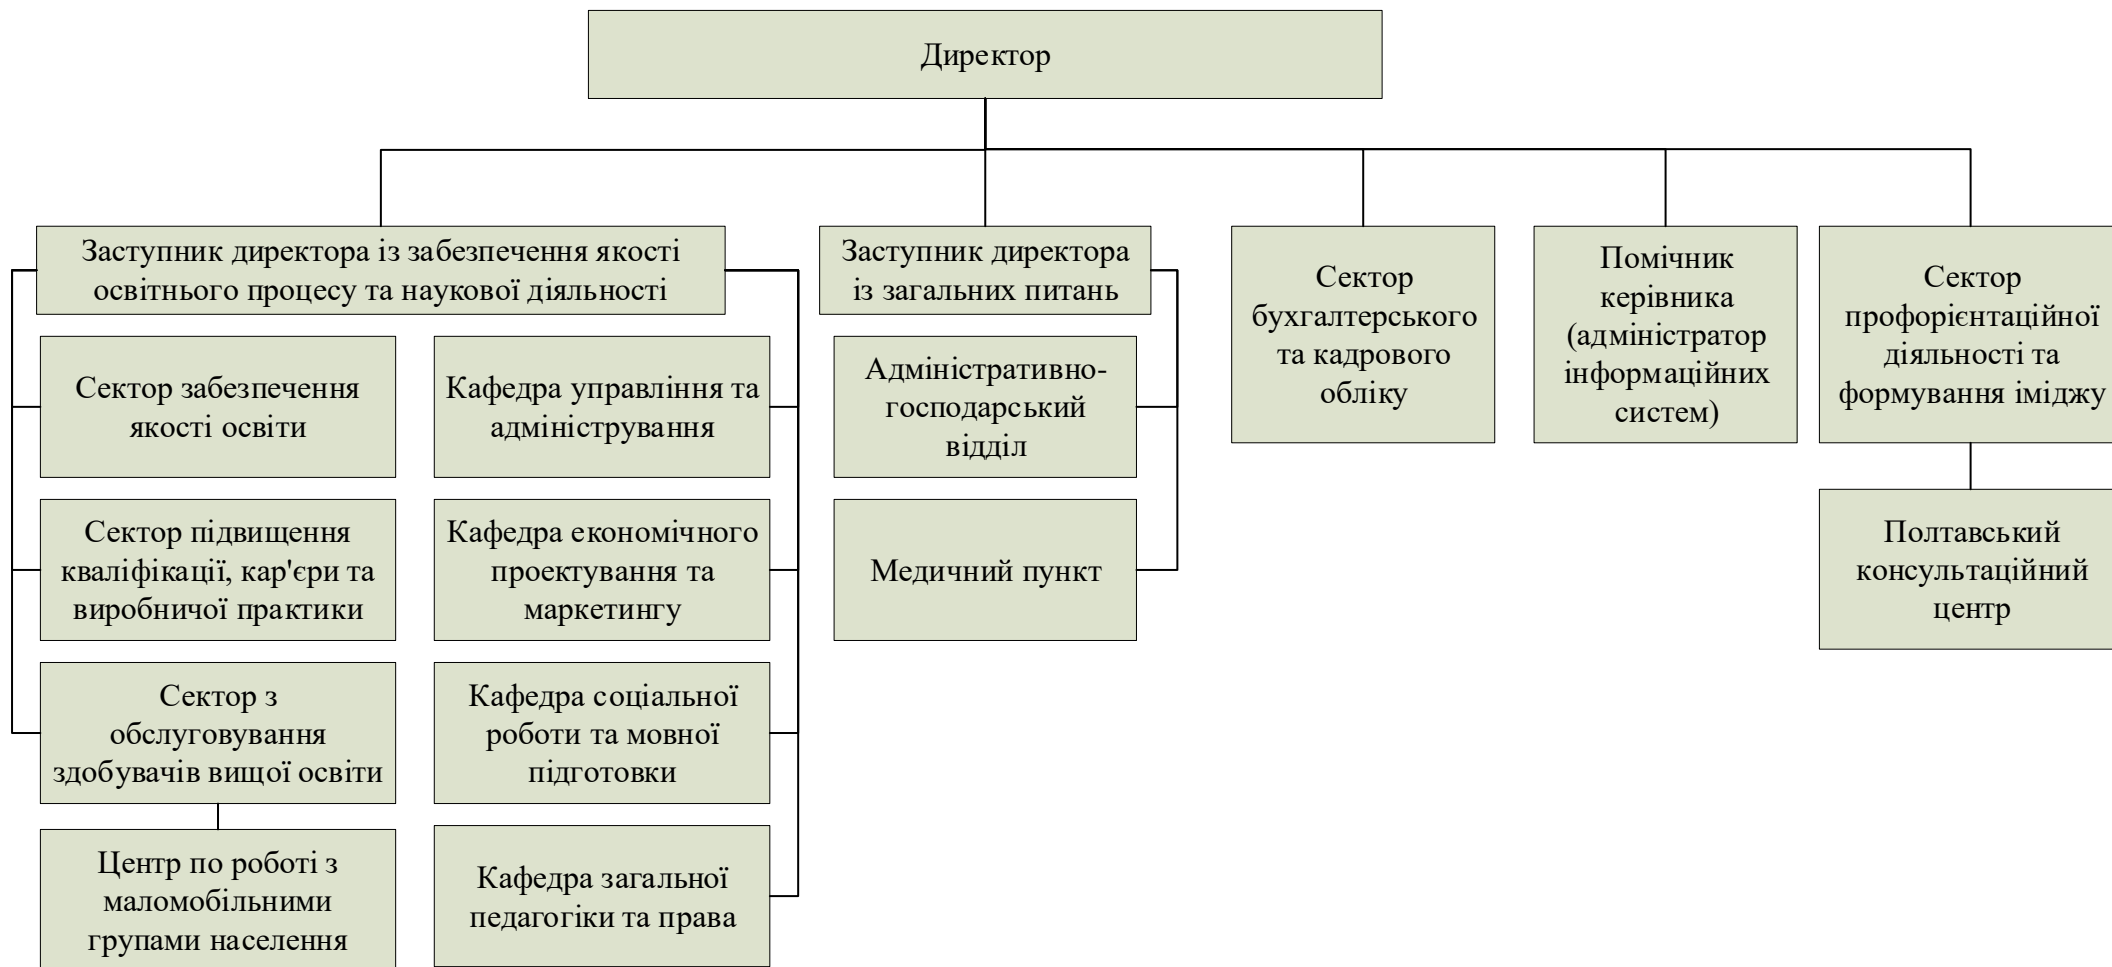 Директор
Заступник директора із забезпечення якості
освітнього процесу та наукової діяльності
Заступник директора
із загальних питань
Сектор
бухгалтерського
та кадрового
обліку
Помічник
керівника
(адміністратор
інформаційних
систем)
Сектор
профорієнтаційної
діяльності та
формування іміджу
Сектор забезпечення
якості освіти
Кафедра управління та
адміністрування
Адміністративно-
господарський
відділ
Сектор підвищення
кваліфікації, кар'єри та
виробничої практики
Кафедра економічного
проектування та
маркетингу
Медичний пункт
Полтавський
консультаційний
центр
Сектор з
обслуговування
здобувачів вищої освіти
Кафедра соціальної
роботи та мовної
підготовки
Центр по роботі з
маломобільними
групами населення
Кафедра загальної
педагогіки та права